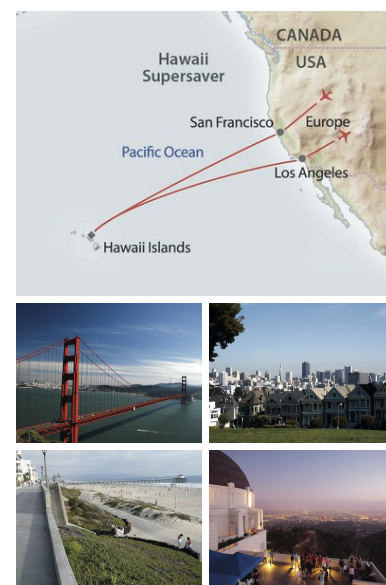 CANADA
USA
Hawaii
Supersaver
San Francisco
Europe
Pacific Ocean
Los Angeles
Hawaii Islands